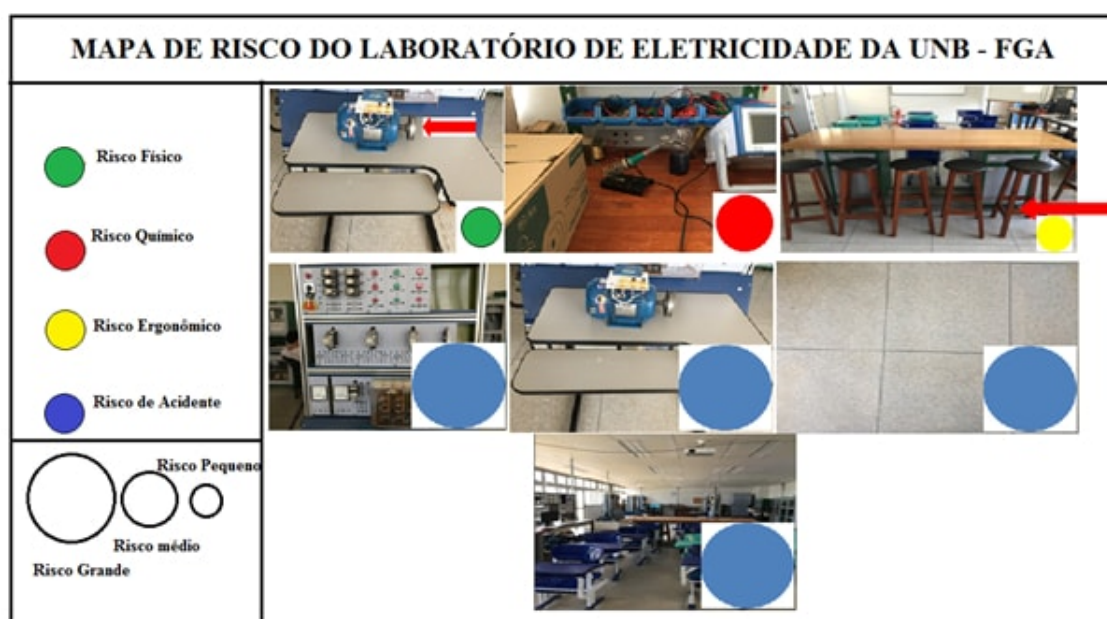 MAPA DE RISCO DO LABORATÓRIO DE ELETRICIDADE DA UNB - FGA
Risco Físico
Risco Químico
Risco Ergonômico
Risco de Acidente
Risco Pequeno
Risco médio
Risco Grande